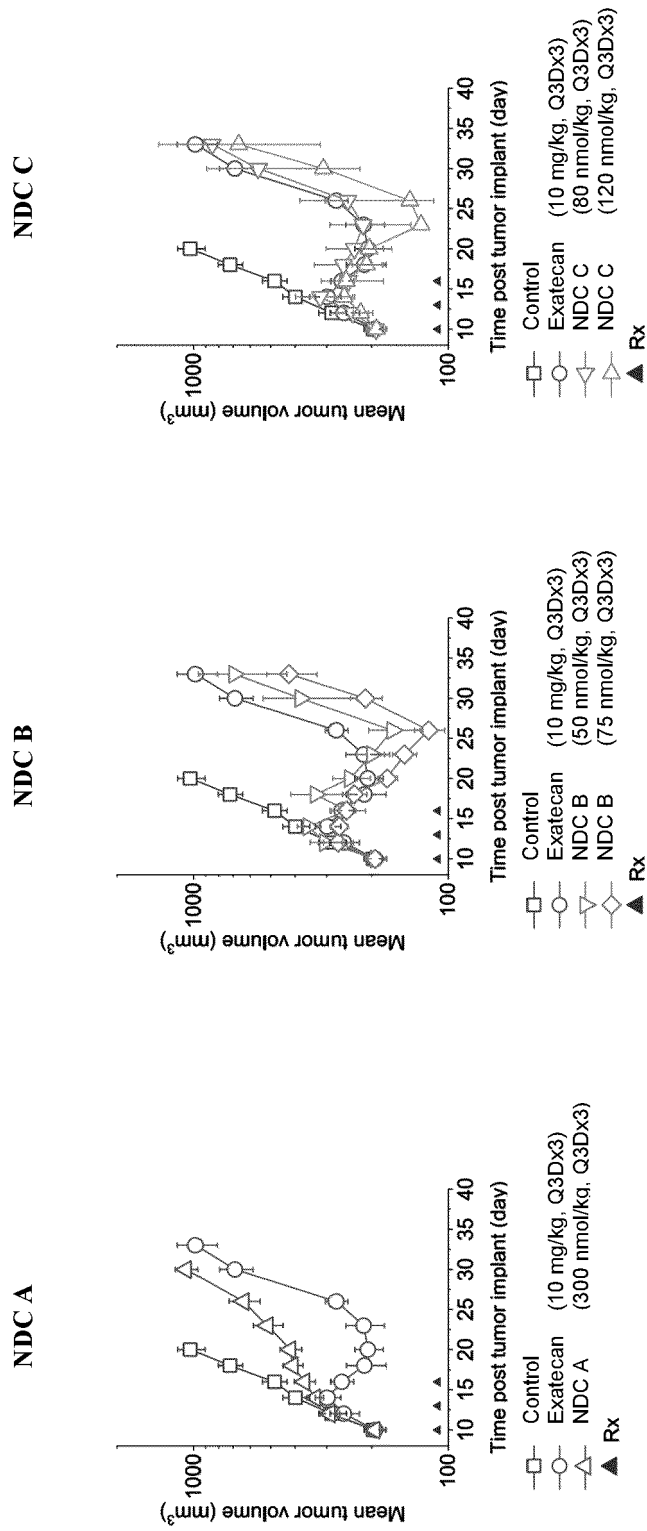 NDC A
Mean tumor volume (mm³)
1000
100
10 15 20 25 30 35 40
Time post tumor implant (day)
Control
Exatecan (10 mg/kg, Q3Dx3)
NDC A (300 nmol/kg, Q3Dx3)
Rx
NDC B
Mean tumor volume (mm³)
1000
100
10 15 20 25 30 35 40
Time post tumor implant (day)
Control
Exatecan (10 mg/kg, Q3Dx3)
NDC B (50 nmol/kg, Q3Dx3)
NDC B (75 nmol/kg, Q3Dx3)
Rx
NDC C
Mean tumor volume (mm³)
1000
100
10 15 20 25 30 35 40
Time post tumor implant (day)
Control
Exatecan (10 mg/kg, Q3Dx3)
NDC C (80 nmol/kg, Q3Dx3)
NDC C (120 nmol/kg, Q3Dx3)
Rx